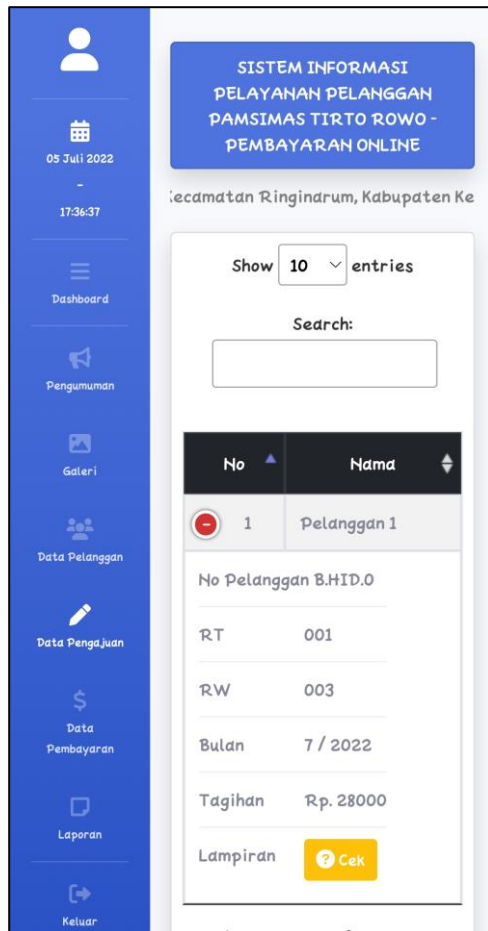 05 Juli 2022
-
17:36:37
Dashboard
Pengumuman
Galeri
Data Pelanggan
Data Pengajuan
$
Data
Pembayaran
Laporan
Keluar
SISTEM INFORMASI
PELAYANAN PELANGGAN
PAMSIMAS TIRTO ROWO -
PEMBAYARAN ONLINE
Kecamatan Ringinarum, Kabupaten Ke
Show 10 entries
Search:
No Nama
1 Pelanggan 1
No Pelanggan B.HID.0
RT 001
RW 003
Bulan 7 / 2022
Tagihan Rp. 28000
Lampiran ? Cek